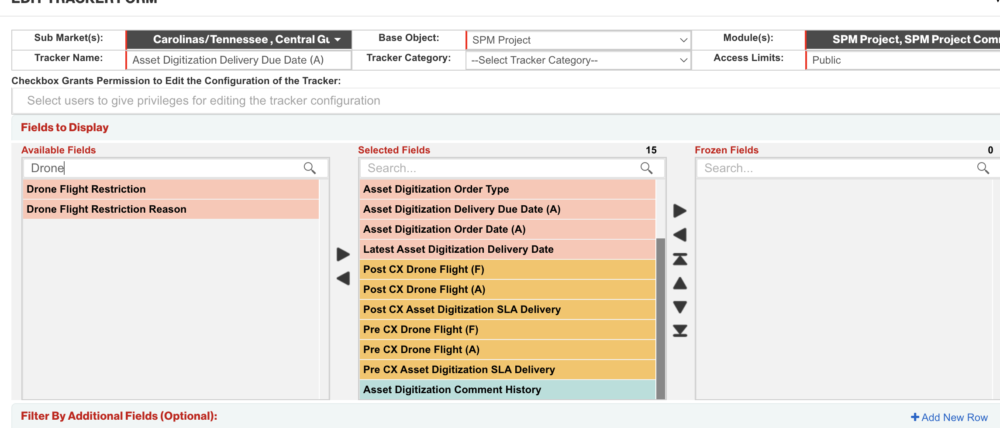 EDIT TRACKER FORM
Sub Market(s): Carolinas/Tennessee , Central Gu Base Object: SPM Project Module(s): SPM Project, SPM Project Com
Tracker Name: Asset Digitization Delivery Due Date (A) Tracker Category: --Select Tracker Category-- Access Limits: Public
Checkbox Grants Permission to Edit the Configuration of the Tracker:
Select users to give privileges for editing the tracker configuration
Fields to Display
Available Fields
Drone
Drone Flight Restriction
Drone Flight Restriction Reason
Selected Fields 15
Search...
Asset Digitization Order Type
Asset Digitization Delivery Due Date (A)
Asset Digitization Order Date (A)
Latest Asset Digitization Delivery Date
Post CX Drone Flight (F)
Post CX Drone Flight (A)
Post CX Asset Digitization SLA Delivery
Pre CX Drone Flight (F)
Pre CX Drone Flight (A)
Pre CX Asset Digitization SLA Delivery
Asset Digitization Comment History
Frozen Fields 0
Search...
Filter By Additional Fields (Optional):
Add New Row